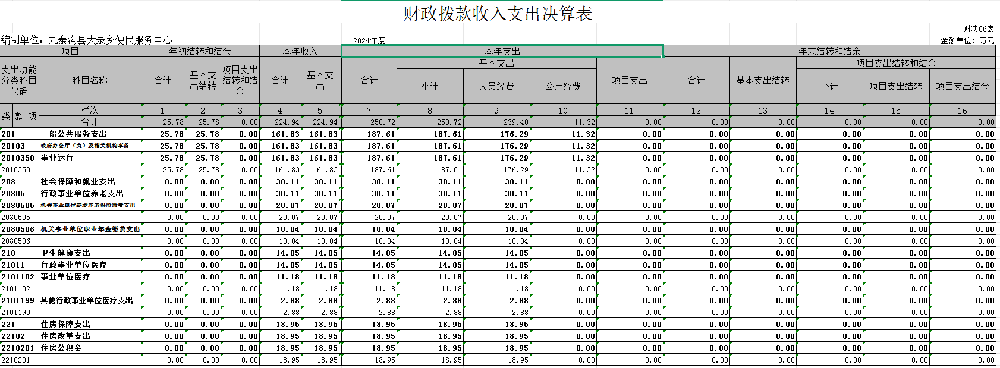 财政拨款收入支出决算表
财决06表
编制单位：九寨沟县大录乡便民服务中心 2024年度 金额单位：万元
项目 年初结转和结余 本年收入 本年支出 年末结转和结余
支出功能分类科目代码 科目名称 合计 基本支出结转 项目支出结转和结余 合计 基本支出 合计 基本支出 项目支出 合计 基本支出结转 项目支出结转和结余
小计 人员经费 公用经费 小计 项目支出结转 项目支出结余
类 款 项 栏次 1 2 3 4 5 7 8 9 10 11 12 13 14 15 16
合计 25.78 25.78 0.00 224.94 224.94 250.72 250.72 239.40 11.32 0.00 0.00 0.00 0.00 0.00 0.00
201 一般公共服务支出 25.78 25.78 0.00 161.83 161.83 187.61 187.61 176.29 11.32 0.00 0.00 0.00 0.00 0.00 0.00
20103 政府办公厅（室）及相关机构事务 25.78 25.78 0.00 161.83 161.83 187.61 187.61 176.29 11.32 0.00 0.00 0.00 0.00 0.00 0.00
2010350 事业运行 25.78 25.78 0.00 161.83 161.83 187.61 187.61 176.29 11.32 0.00 0.00 0.00 0.00 0.00 0.00
2010350 25.78 25.78 0.00 161.83 161.83 187.61 187.61 176.29 11.32 0.00 0.00 0.00 0.00 0.00 0.00
208 社会保障和就业支出 0.00 0.00 0.00 30.11 30.11 30.11 30.11 30.11 0.00 0.00 0.00 0.00 0.00 0.00 0.00
20805 行政事业单位养老支出 0.00 0.00 0.00 30.11 30.11 30.11 30.11 30.11 0.00 0.00 0.00 0.00 0.00 0.00 0.00
2080505 机关事业单位基本养老保险缴费支出 0.00 0.00 0.00 20.07 20.07 20.07 20.07 20.07 0.00 0.00 0.00 0.00 0.00 0.00 0.00
2080505 0.00 0.00 0.00 20.07 20.07 20.07 20.07 20.07 0.00 0.00 0.00 0.00 0.00 0.00 0.00
2080506 机关事业单位职业年金缴费支出 0.00 0.00 0.00 10.04 10.04 10.04 10.04 10.04 0.00 0.00 0.00 0.00 0.00 0.00 0.00
2080506 0.00 0.00 0.00 10.04 10.04 10.04 10.04 10.04 0.00 0.00 0.00 0.00 0.00 0.00 0.00
210 卫生健康支出 0.00 0.00 0.00 14.05 14.05 14.05 14.05 14.05 0.00 0.00 0.00 0.00 0.00 0.00 0.00
21011 行政事业单位医疗 0.00 0.00 0.00 14.05 14.05 14.05 14.05 14.05 0.00 0.00 0.00 0.00 0.00 0.00 0.00
2101102 事业单位医疗 0.00 0.00 0.00 11.18 11.18 11.18 11.18 11.18 0.00 0.00 0.00 0.00 0.00 0.00 0.00
2101102 0.00 0.00 0.00 11.18 11.18 11.18 11.18 11.18 0.00 0.00 0.00 0.00 0.00 0.00 0.00
2101199 其他行政事业单位医疗支出 0.00 0.00 0.00 2.88 2.88 2.88 2.88 2.88 0.00 0.00 0.00 0.00 0.00 0.00 0.00
2101199 0.00 0.00 0.00 2.88 2.88 2.88 2.88 2.88 0.00 0.00 0.00 0.00 0.00 0.00 0.00
221 住房保障支出 0.00 0.00 0.00 18.95 18.95 18.95 18.95 18.95 0.00 0.00 0.00 0.00 0.00 0.00 0.00
22102 住房改革支出 0.00 0.00 0.00 18.95 18.95 18.95 18.95 18.95 0.00 0.00 0.00 0.00 0.00 0.00 0.00
2210201 住房公积金 0.00 0.00 0.00 18.95 18.95 18.95 18.95 18.95 0.00 0.00 0.00 0.00 0.00 0.00 0.00
2210201 0.00 0.00 0.00 18.95 18.95 18.95 18.95 18.95 0.00 0.00 0.00 0.00 0.00 0.00 0.00